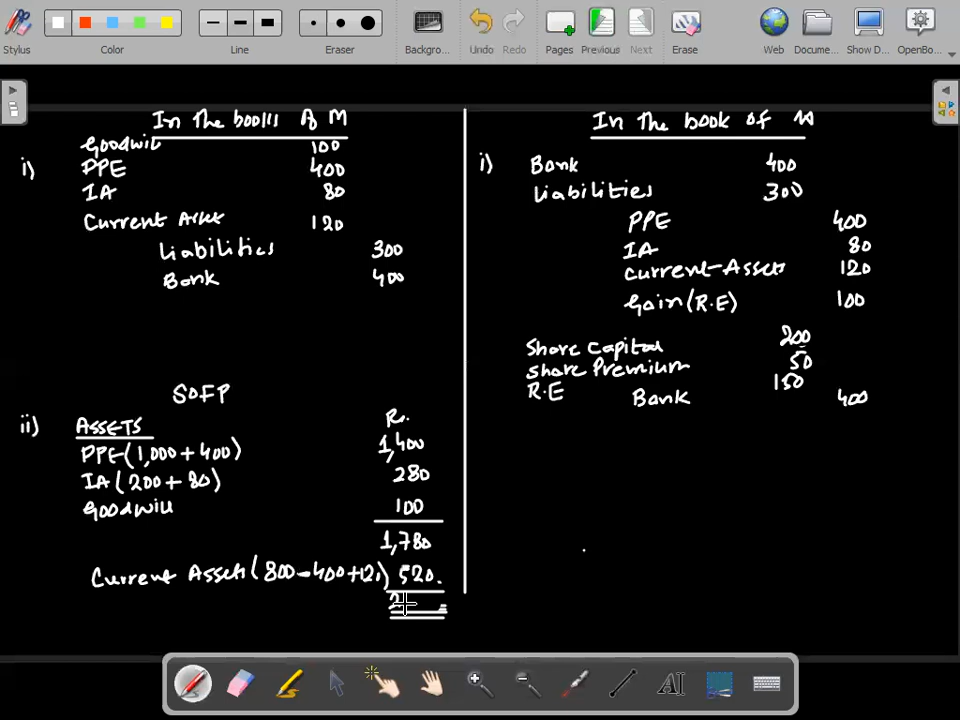 Stylus
Color
Line
Eraser
Backgro...
Undo
Redo
Pages
Previous
Next
Erase
Web
Docume...
Show D...
OpenBo...
In The book of M
i) Goodwill 100
PPE 400
IA 80
Current Asset 120
Liabilities 300
Bank 400
SOFP
ii) ASSETS Rs.
PPE (1,000 + 400) 1,400
IA (200 + 80) 280
Goodwill 100
1,780
Current Assets (800 - 400 + 120) 520.
2
In The book of N
i) Bank 400
Liabilities 300
PPE 400
IA 80
Current-Assets 120
Gain (R.E) 100
Share Capital 200
Share Premium 50
R.E 150
Bank 400
AI